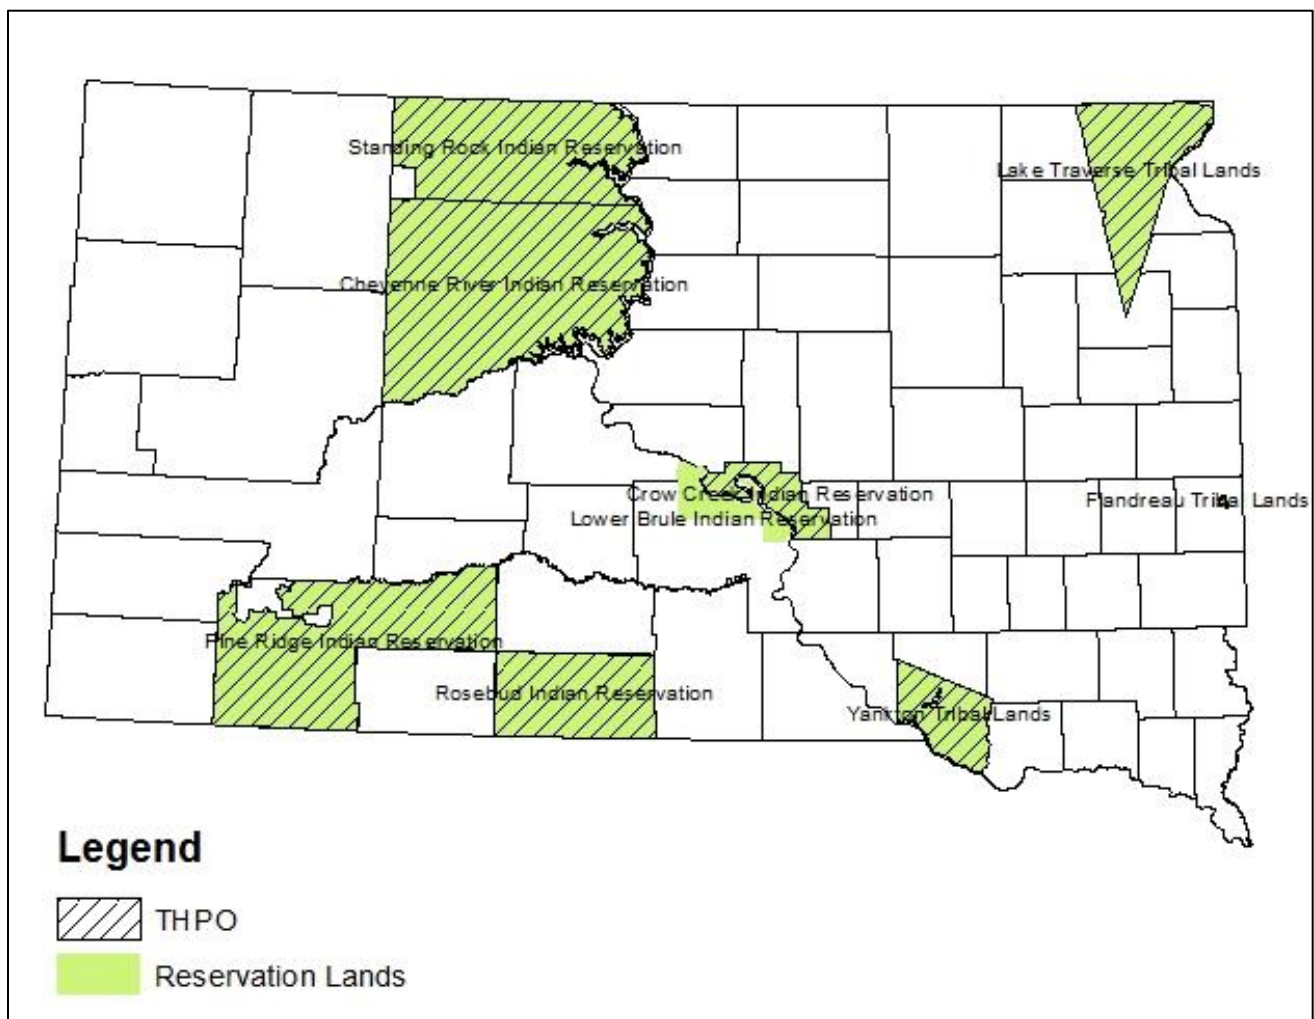 Standing Rock Indian Reservation
Lake Traverse Tribal Lands
Cheyenne River Indian Reservation
Crow Creek Indian Reservation
Flandreau Tribal Lands
Lower Brule Indian Reservation
Pine Ridge Indian Reservation
Rosebud Indian Reservation
Yankton Tribal Lands
Legend
THPO
Reservation Lands